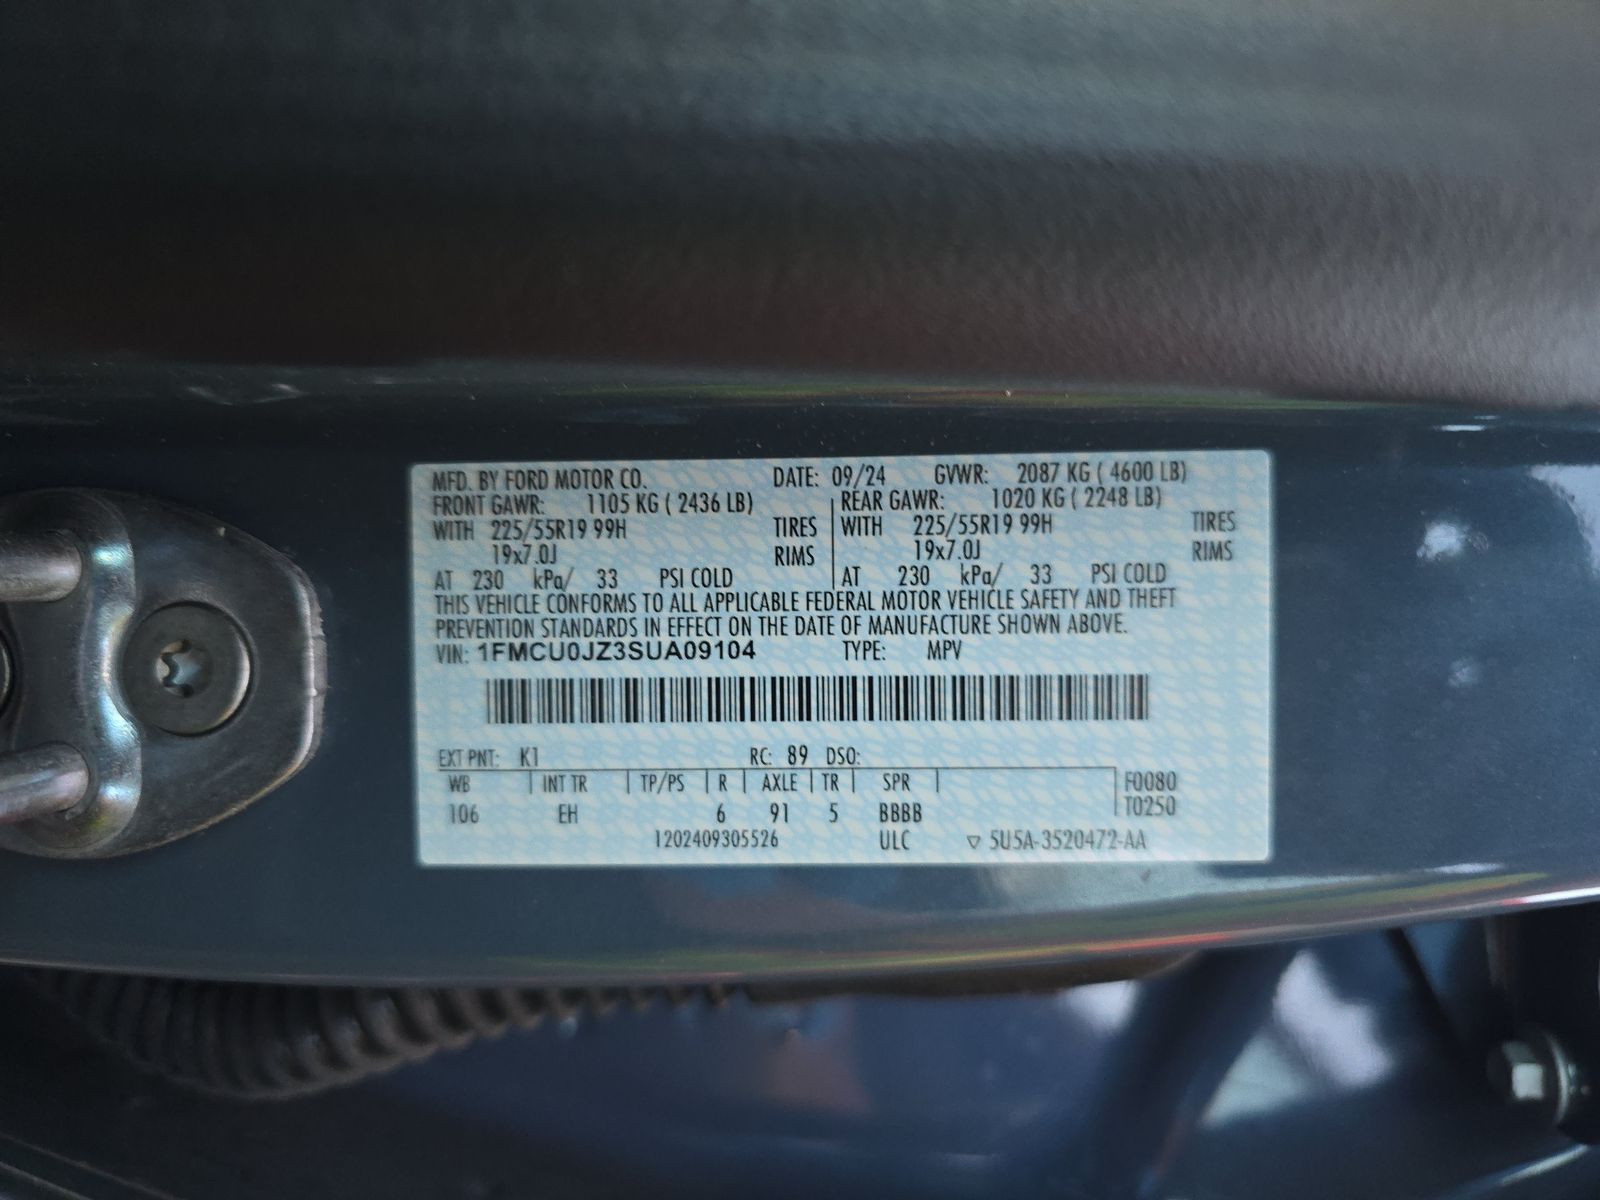 MFD. BY FORD MOTOR CO. DATE: 09/24 GVWR: 2087 KG ( 4600 LB)
FRONT GAWR: 1105 KG ( 2436 LB) REAR GAWR: 1020 KG ( 2248 LB)
WITH 225/55R19 99H TIRES WITH 225/55R19 99H TIRES
19x7.0J RIMS 19x7.0J RIMS
AT 230 kPa/ 33 PSI COLD AT 230 kPa/ 33 PSI COLD
THIS VEHICLE CONFORMS TO ALL APPLICABLE FEDERAL MOTOR VEHICLE SAFETY AND THEFT
PREVENTION STANDARDS IN EFFECT ON THE DATE OF MANUFACTURE SHOWN ABOVE.
VIN: 1FMCU0JZ3SUA09104 TYPE: MPV
EXT PNT: K1 RC: 89 DSO:
WB INT TR TP/PS R AXLE TR SPR F0080
106 EH 6 91 5 BBBB T0250
1202409305526 ULC ▽ 5U5A-3520472-AA